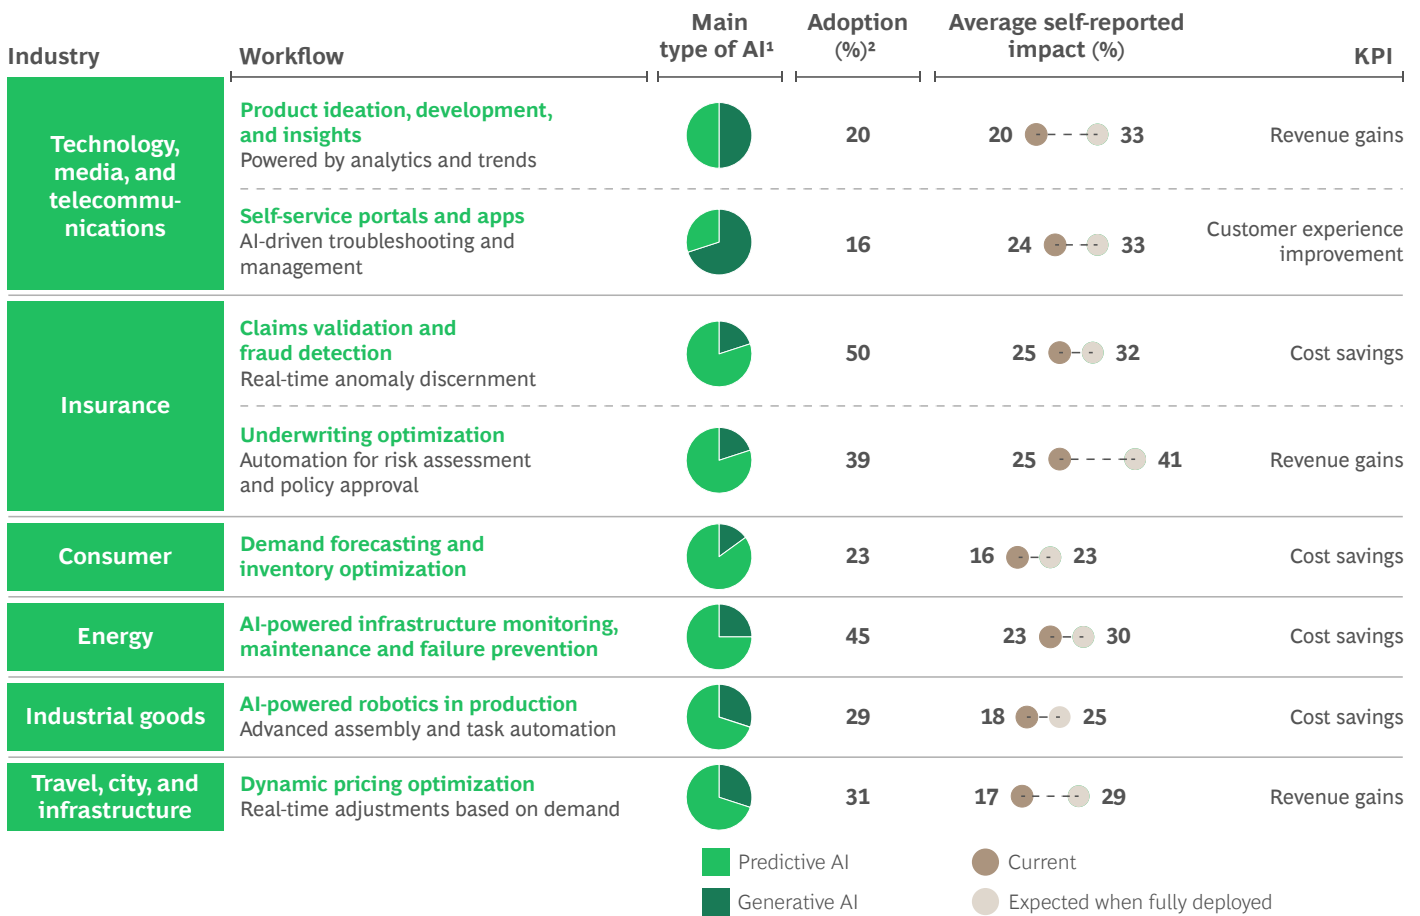 Industry
Workflow
Main
type of AI¹
Adoption
(%)²
Average self-reported
impact (%)
KPI
Technology,
media, and
telecommu-
nications
Product ideation, development,
and insights
Powered by analytics and trends
20
20
33
Revenue gains
Self-service portals and apps
AI-driven troubleshooting and
management
16
24
33
Customer experience
improvement
Insurance
Claims validation and
fraud detection
Real-time anomaly discernment
50
25
32
Cost savings
Underwriting optimization
Automation for risk assessment
and policy approval
39
25
41
Revenue gains
Consumer
Demand forecasting and
inventory optimization
23
16
23
Cost savings
Energy
AI-powered infrastructure monitoring,
maintenance and failure prevention
45
23
30
Cost savings
Industrial goods
AI-powered robotics in production
Advanced assembly and task automation
29
18
25
Cost savings
Travel, city, and
infrastructure
Dynamic pricing optimization
Real-time adjustments based on demand
31
17
29
Revenue gains
Predictive AI
Generative AI
Current
Expected when fully deployed